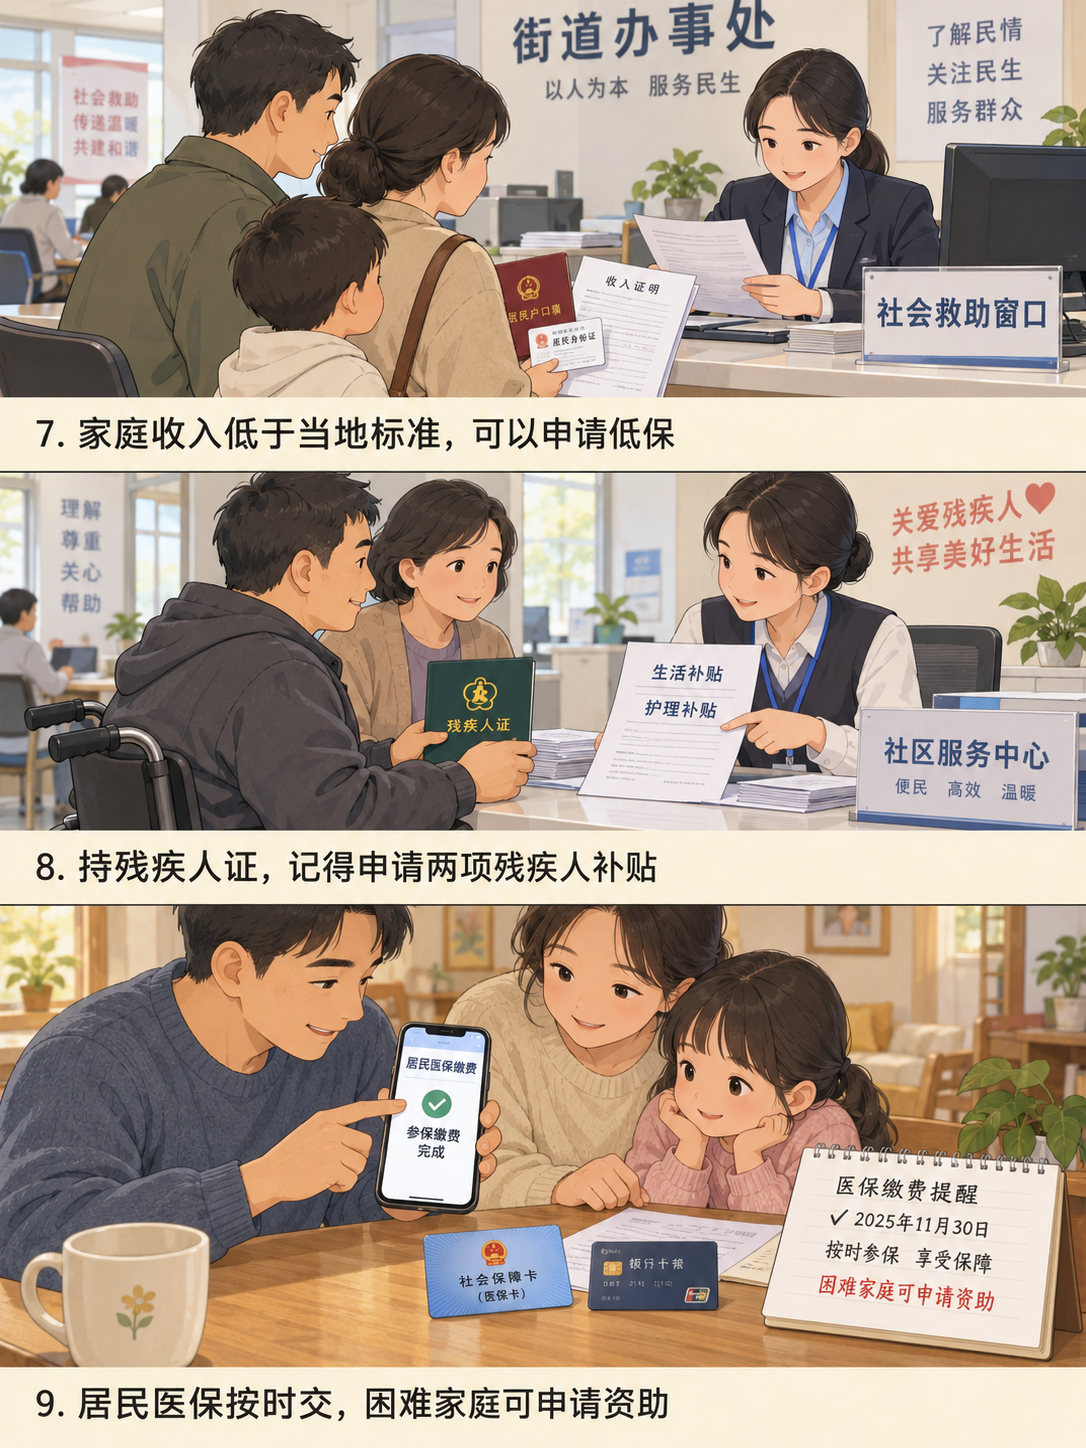 街道办事处
以人为本 服务民生
了解民情
关注民生
服务群众
社会救助
传递温暖
共建和谐
收入证明
居民户口簿
居民身份证
社会救助窗口
7. 家庭收入低于当地标准，可以申请低保
理解
尊重
关心
帮助
关爱残疾人
共享美好生活
残疾人证
生活补贴
护理补贴
社区服务中心
便民 高效 温暖
8. 持残疾人证，记得申请两项残疾人补贴
居民医保缴费
参保缴费
完成
社会保障卡
（医保卡）
医保缴费提醒
✓ 2025年11月30日
按时参保 享受保障
困难家庭可申请资助
9. 居民医保按时交，困难家庭可申请资助